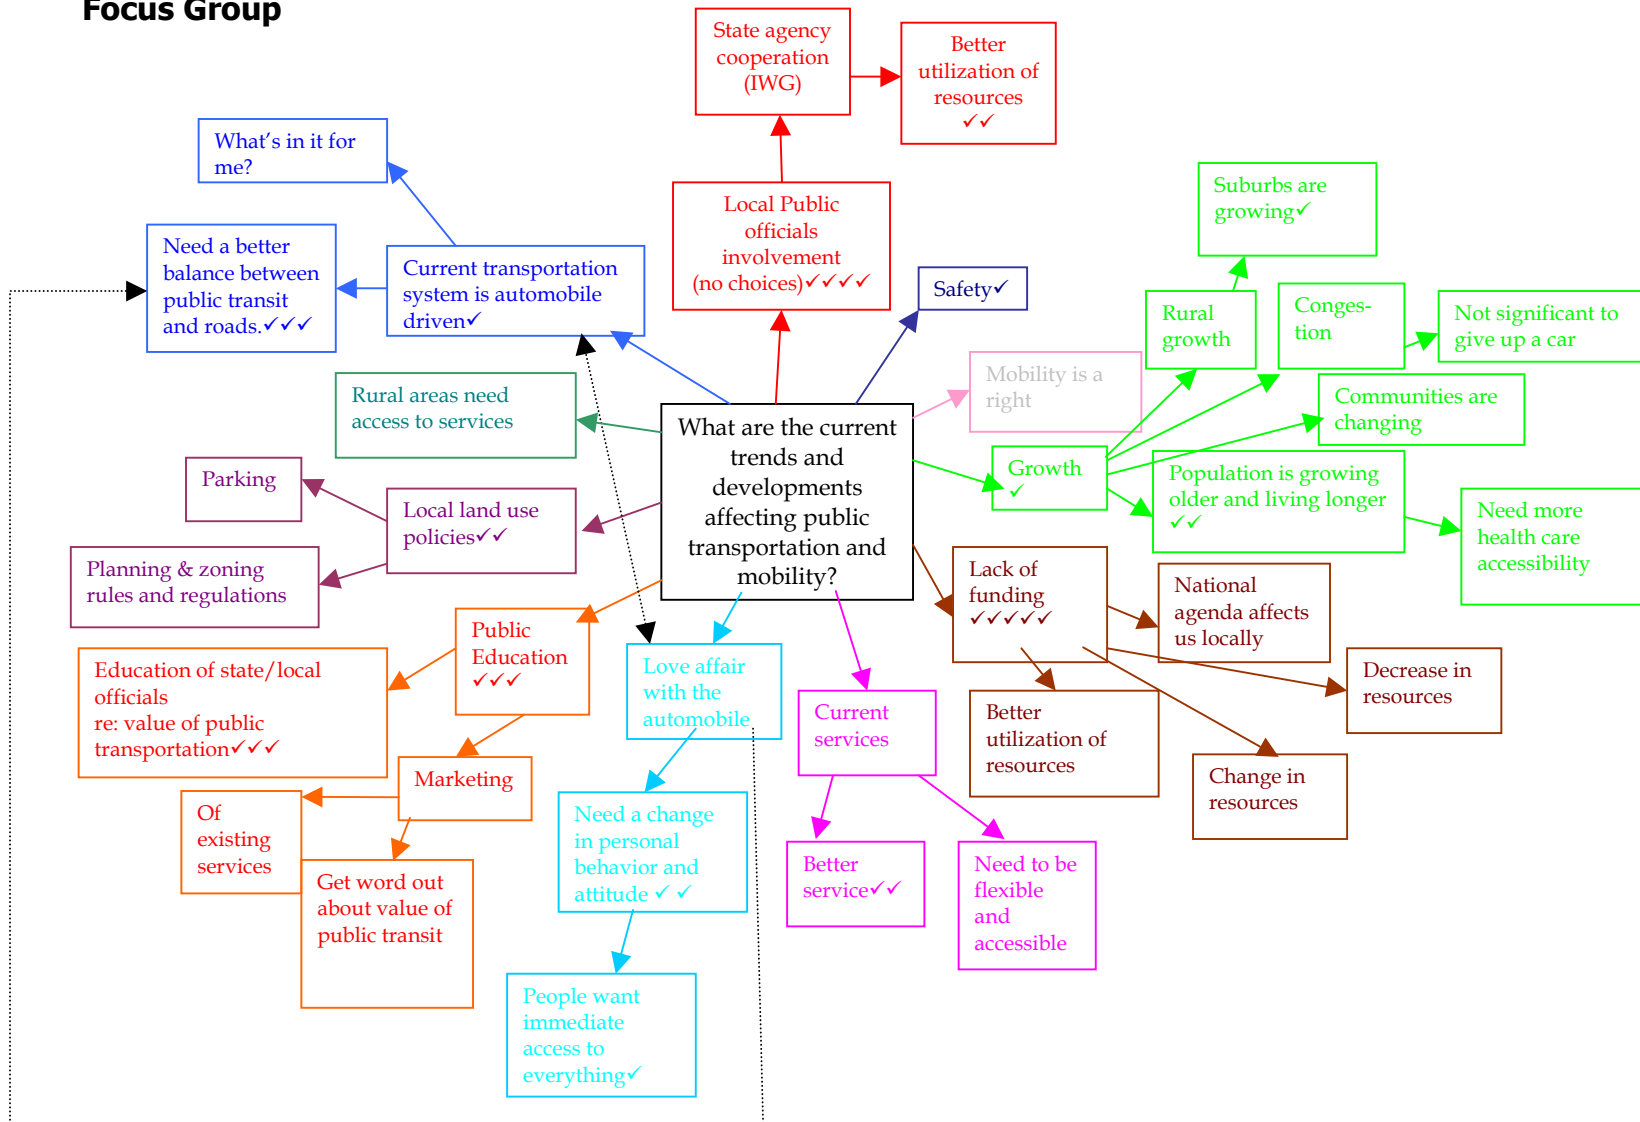 Focus Group
State agency
cooperation
(IWG)
Better
utilization of
resources
✓✓
What's in it for
me?
Local Public
officials
involvement
(no choices)✓✓✓✓
Suburbs are
growing✓
Need a better
balance between
public transit
and roads.✓✓✓
Current transportation
system is automobile
driven✓
Safety✓
Rural
growth
Conges-
tion
Not significant to
give up a car
Mobility is a
right
Rural areas need
access to services
Communities are
changing
What are the current
trends and
developments
affecting public
transportation and
mobility?
Growth
✓
Population is growing
older and living longer
✓✓
Need more
health care
accessibility
Parking
Local land use
policies✓✓
Planning & zoning
rules and regulations
Lack of
funding
✓✓✓✓✓
National
agenda affects
us locally
Public
Education
✓✓✓
Education of state/local
officials
re: value of public
transportation✓✓✓
Love affair
with the
automobile
Decrease in
resources
Current
services
Better
utilization of
resources
Change in
resources
Marketing
Of
existing
services
Get word out
about value of
public transit
Need a change
in personal
behavior and
attitude ✓ ✓
Better
service✓✓
Need to be
flexible
and
accessible
People want
immediate
access to
everything✓